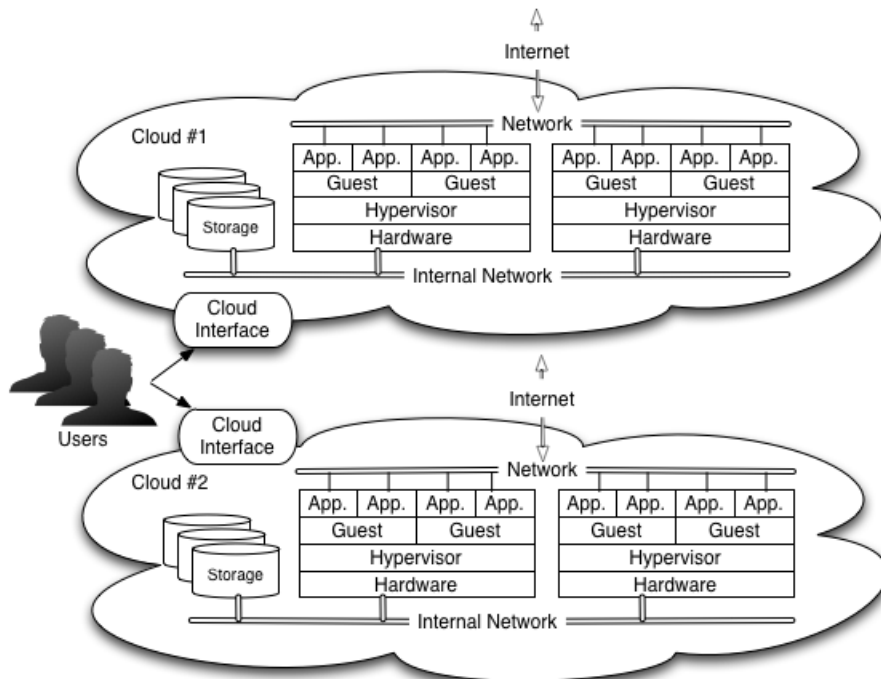 Internet
Network
Cloud #1
App. App. App. App. App. App. App. App.
Guest Guest Guest Guest
Storage
Hypervisor Hypervisor
Hardware Hardware
Internal Network
Cloud
Interface
Users
Internet
Cloud
Interface
Network
Cloud #2
App. App. App. App. App. App. App. App.
Guest Guest Guest Guest
Hypervisor Hypervisor
Storage
Hardware Hardware
Internal Network